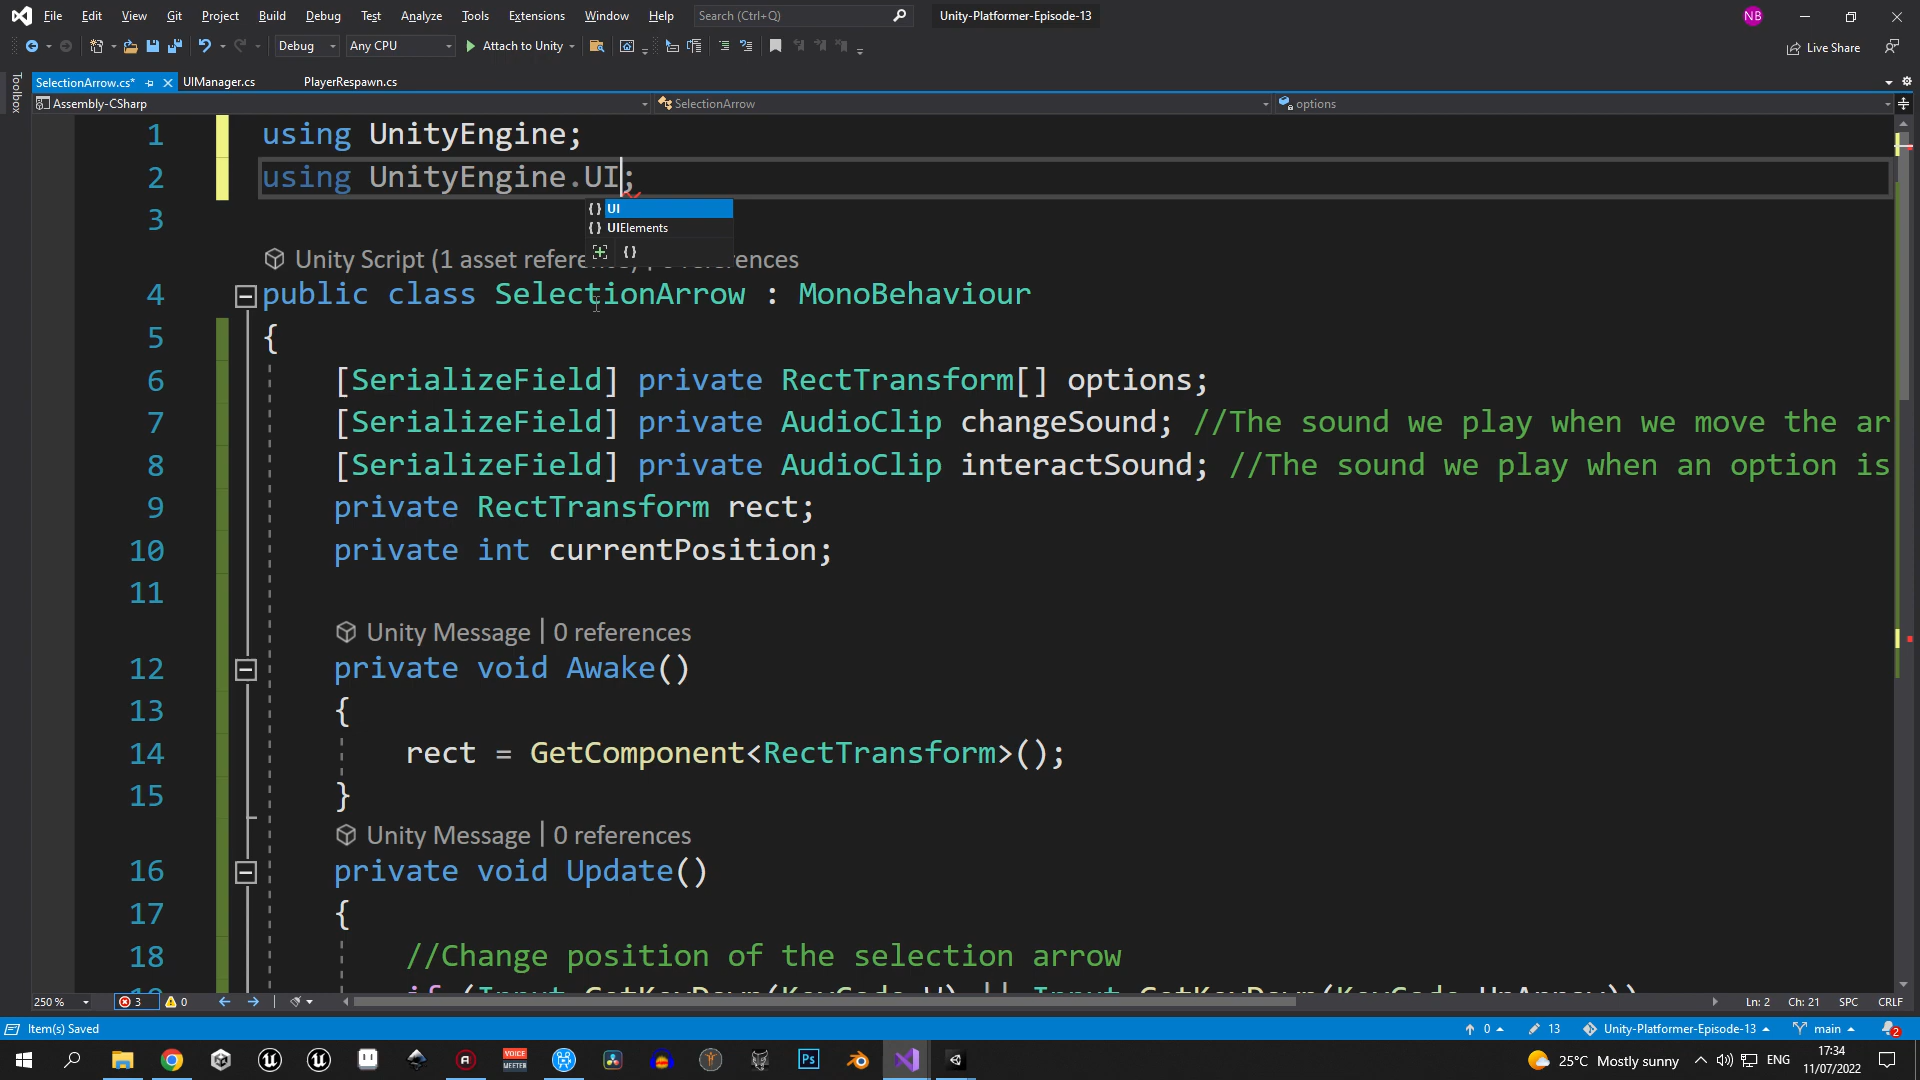 File Edit View Git Project Build Debug Test Analyze Tools Extensions Window Help Search (Ctrl+Q) Unity-Platformer-Episode-13 NB
Debug Any CPU Attach to Unity Live Share
Toolbox
SelectionArrow.cs* UIManager.cs PlayerRespawn.cs
Assembly-CSharp SelectionArrow options
1 using UnityEngine;
2 using UnityEngine.UI;
UI
UIElements
3
Unity Script (1 asset reference)
4 public class SelectionArrow : MonoBehaviour
5 {
6 [SerializeField] private RectTransform[] options;
7 [SerializeField] private AudioClip changeSound; //The sound we play when we move the ar
8 [SerializeField] private AudioClip interactSound; //The sound we play when an option is
9 private RectTransform rect;
10 private int currentPosition;
11
Unity Message | 0 references
12 private void Awake()
13 {
14 rect = GetComponent<RectTransform>();
15 }
Unity Message | 0 references
16 private void Update()
17 {
18 //Change position of the selection arrow
250 % 3 0 Ln: 2 Ch: 21 SPC CRLF
Item(s) Saved 0 13 Unity-Platformer-Episode-13 main 2
VOICE MEETER Ps 25°C Mostly sunny ENG 17:34
11/07/2022